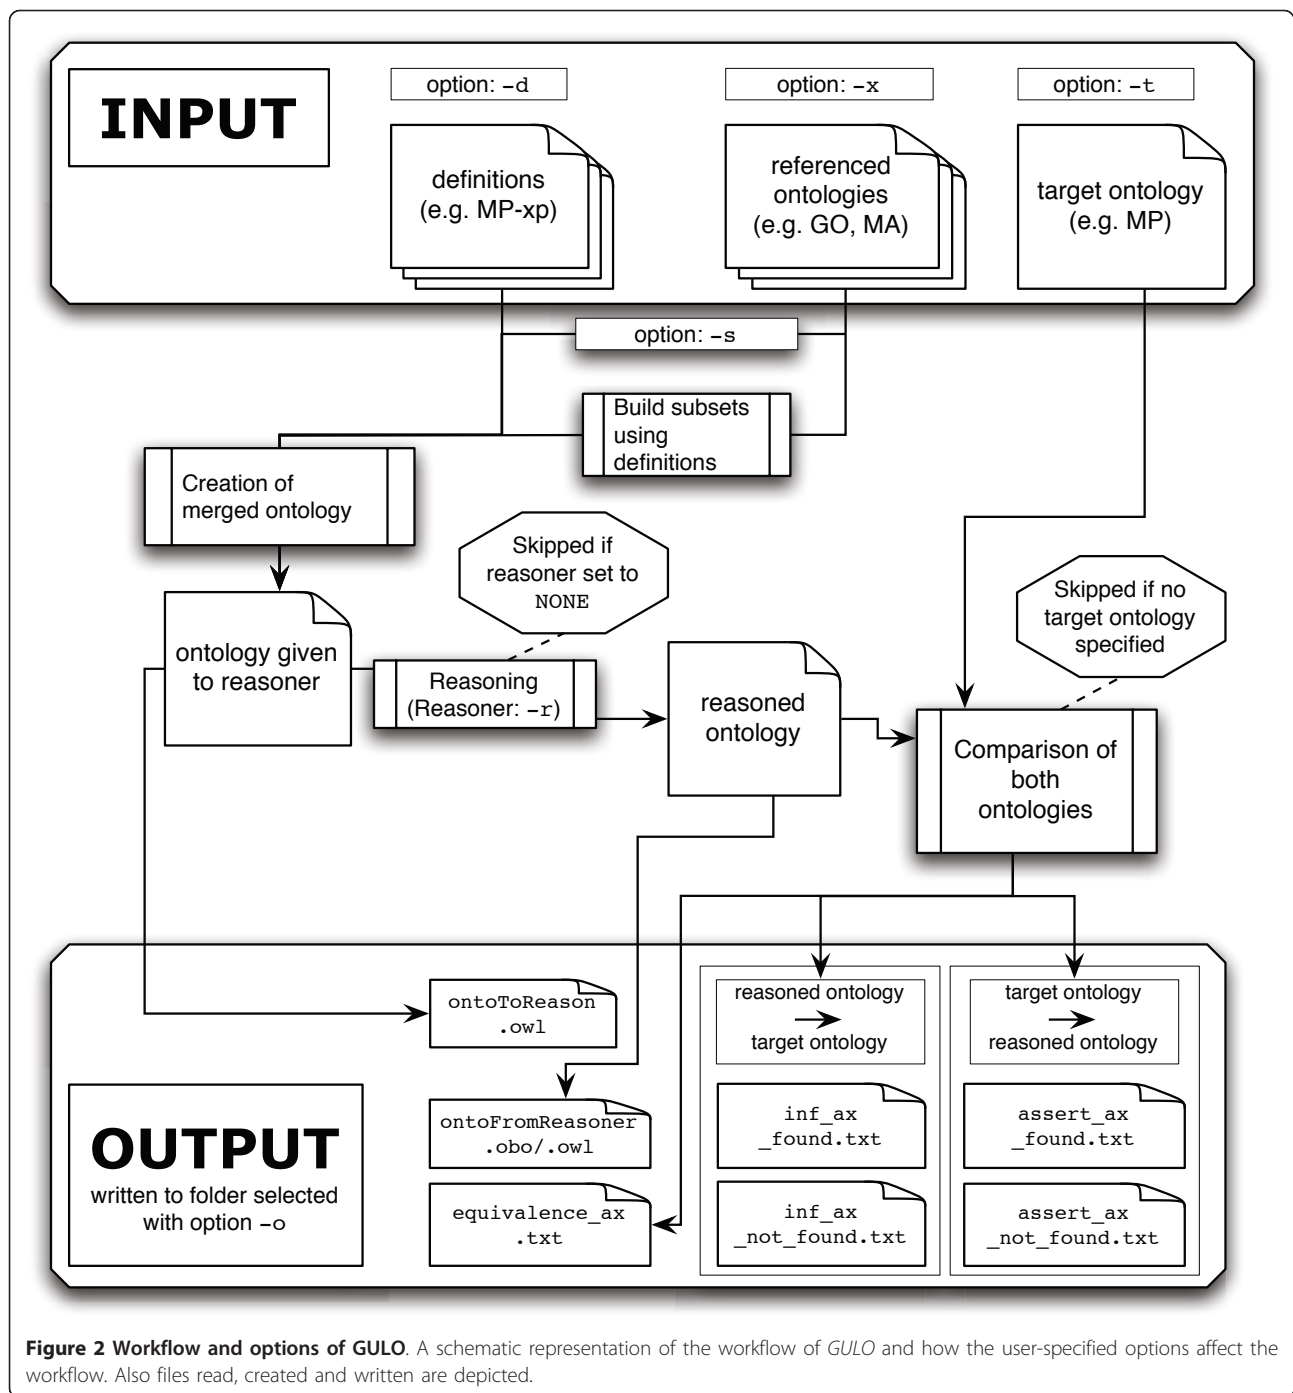 INPUT
option: -d
option: -x
option: -t
definitions
(e.g. MP-xp)
referenced
ontologies
(e.g. GO, MA)
target ontology
(e.g. MP)
option: -s
Build subsets
using
definitions
Creation of
merged ontology
Skipped if
reasoner set to
NONE
Skipped if no
target ontology
specified
ontology given
to reasoner
Reasoning
(Reasoner: -r)
reasoned
ontology
Comparison of
both
ontologies
OUTPUT
written to folder selected
with option -o
ontoToReason
.owl
ontoFromReasoner
.obo/.owl
equivalence_ax
.txt
reasoned ontology
target ontology
inf_ax
_found.txt
inf_ax
_not_found.txt
target ontology
reasoned ontology
assert_ax
_found.txt
assert_ax
_not_found.txt
Figure 2 Workflow and options of GULO. A schematic representation of the workflow of GULO and how the user-specified options affect the
workflow. Also files read, created and written are depicted.